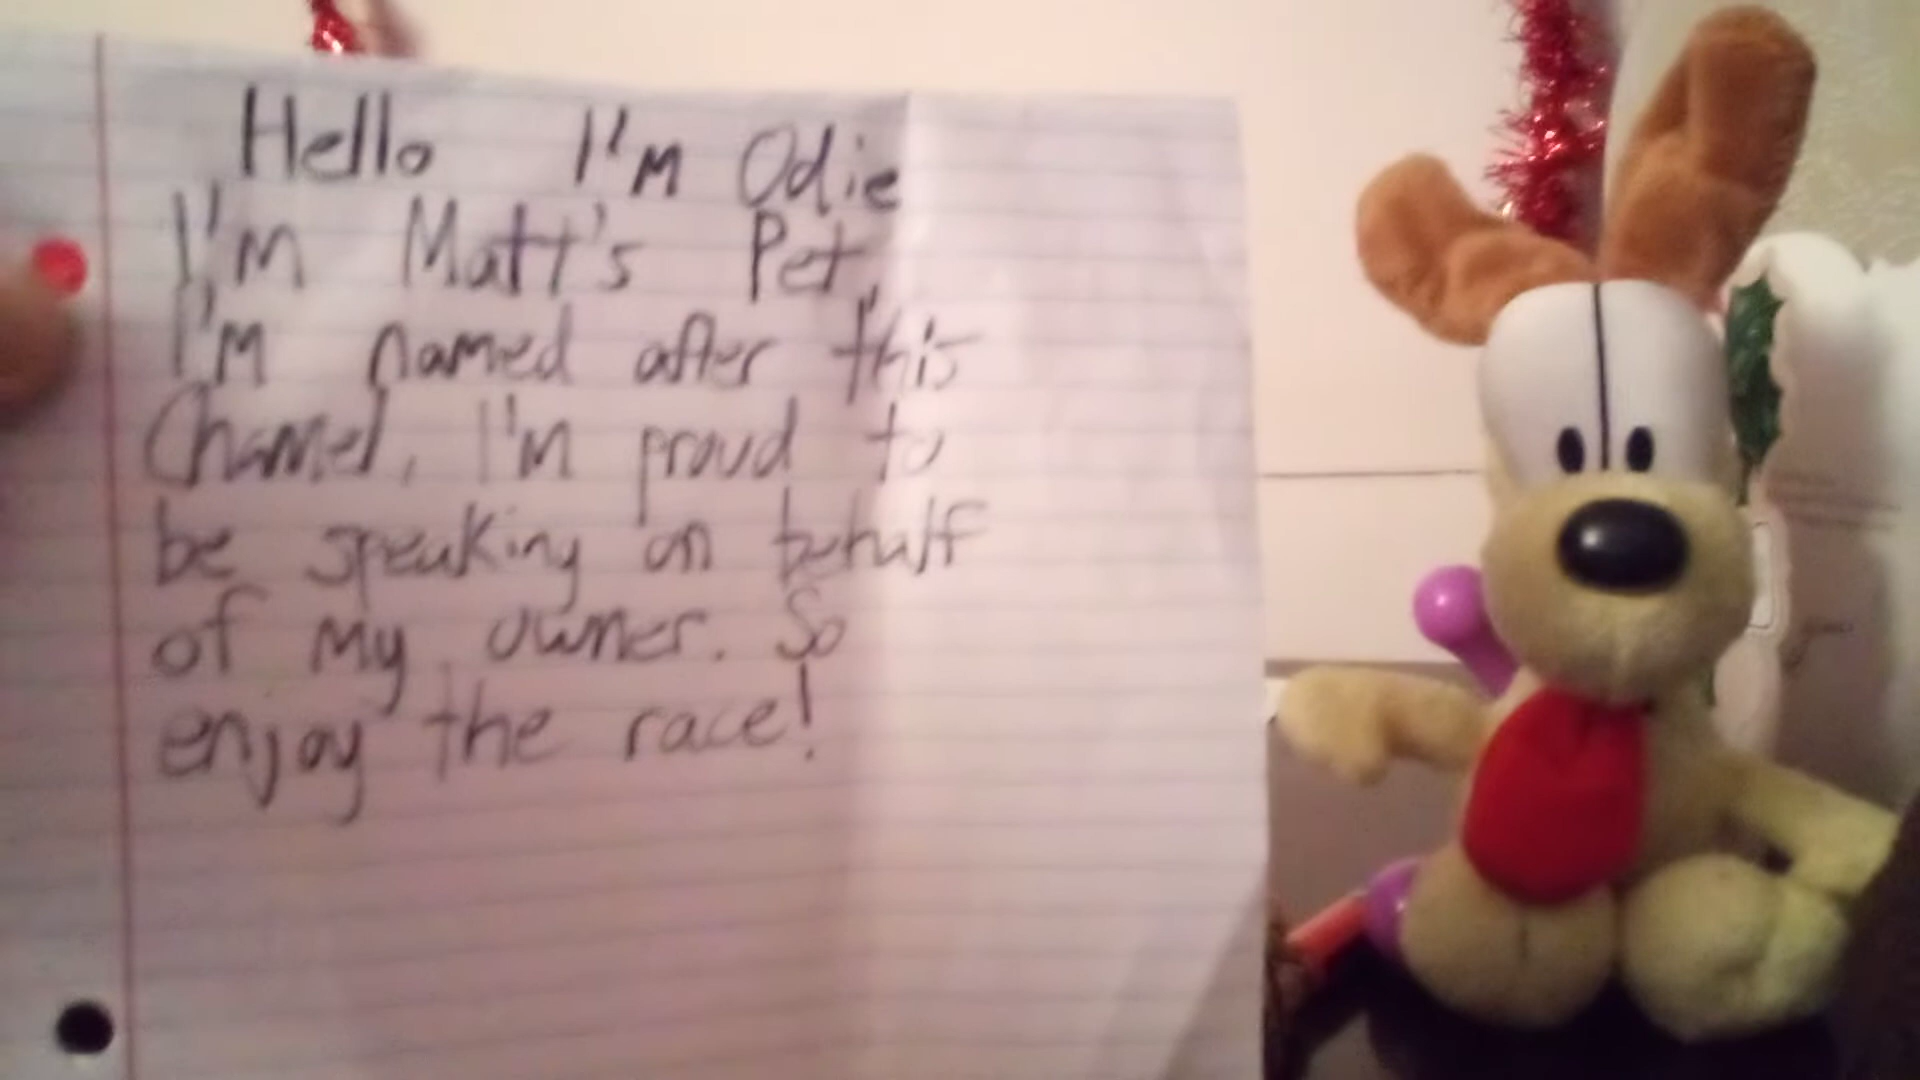 Hello I'm Odie
I'm Matt's Pet,
I'm named after this
Channel, I'm proud to
be speaking on behalf
of my owner. So
enjoy the race!